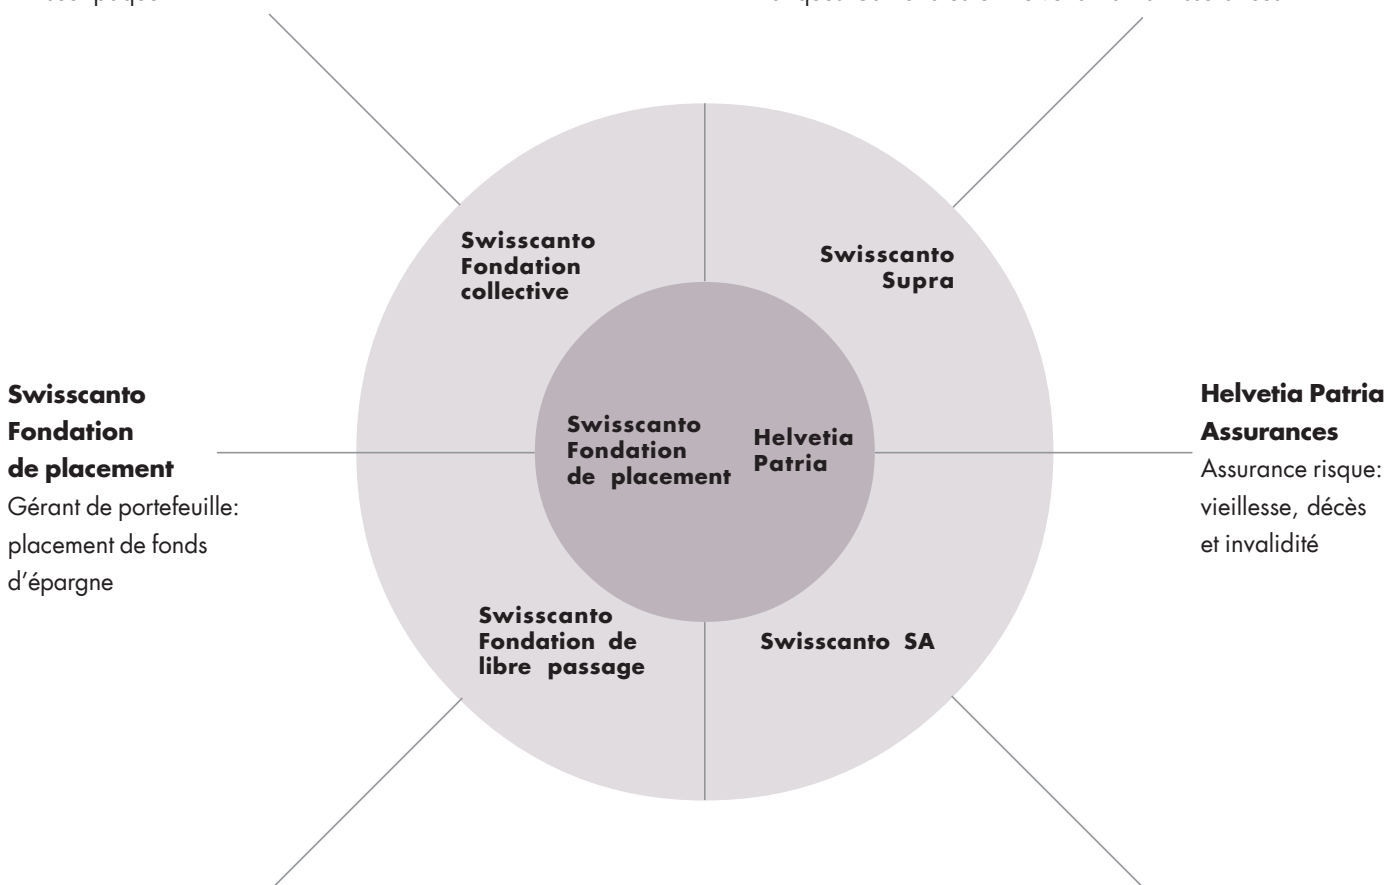 Swisscanto
Fondation
collective
Swisscanto
Supra
Swisscanto
Fondation
de placement
Gérant de portefeuille:
placement de fonds
d’épargne
Swisscanto
Fondation
de placement
Helvetia
Patria
Helvetia Patria
Assurances
Assurance risque:
vieillesse, décès
et invalidité
Swisscanto
Fondation de
libre passage
Swisscanto SA